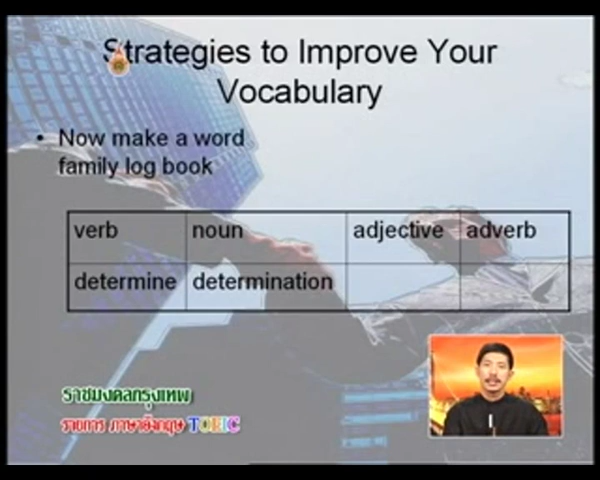 Strategies to Improve Your
Vocabulary
• Now make a word
family log book
verb noun adjective adverb
determine determination
ราชมงคลกรุงเทพ
รายการ ภาษาอังกฤษ TOEIC